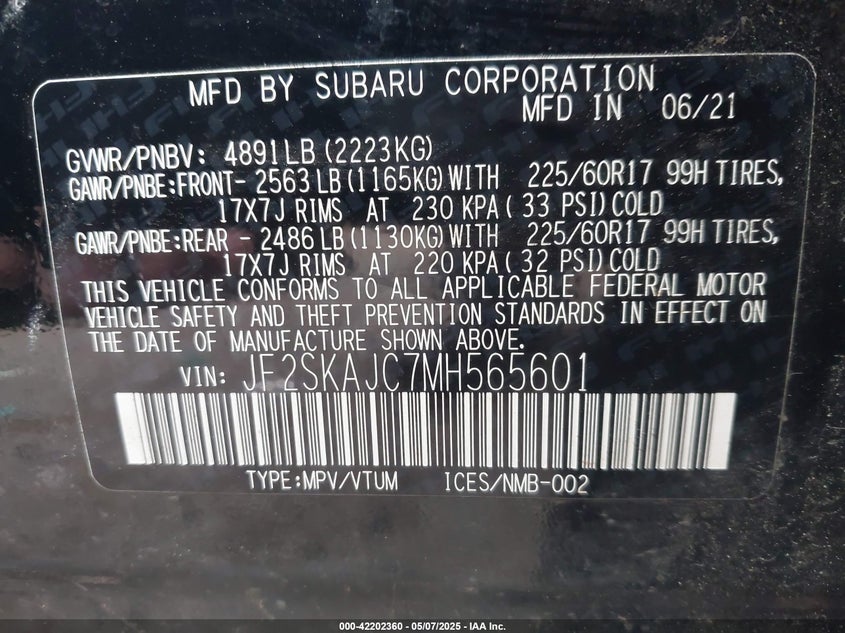 MFD BY SUBARU CORPORATION
MFD IN 06/21
GVWR/PNBV: 4891LB(2223KG)
GAWR/PNBE:FRONT- 2563LB(1165KG)WITH 225/60R17 99H TIRES,
17X7J RIMS AT 230 KPA( 33 PSI)COLD
GAWR/PNBE:REAR - 2486LB(1130KG)WITH 225/60R17 99H TIRES,
17X7J RIMS AT 220 KPA( 32 PSI)COLD
THIS VEHICLE CONFORMS TO ALL APPLICABLE FEDERAL MOTOR
VEHICLE SAFETY AND THEFT PREVENTION STANDARDS IN EFFECT ON
THE DATE OF MANUFACTURE SHOWN ABOVE.
VIN: JF2SKAJC7MH565601
TYPE:MPV/VTUM ICES/NMB-002
000-42202360 - 05/07/2025 - IAA Inc.